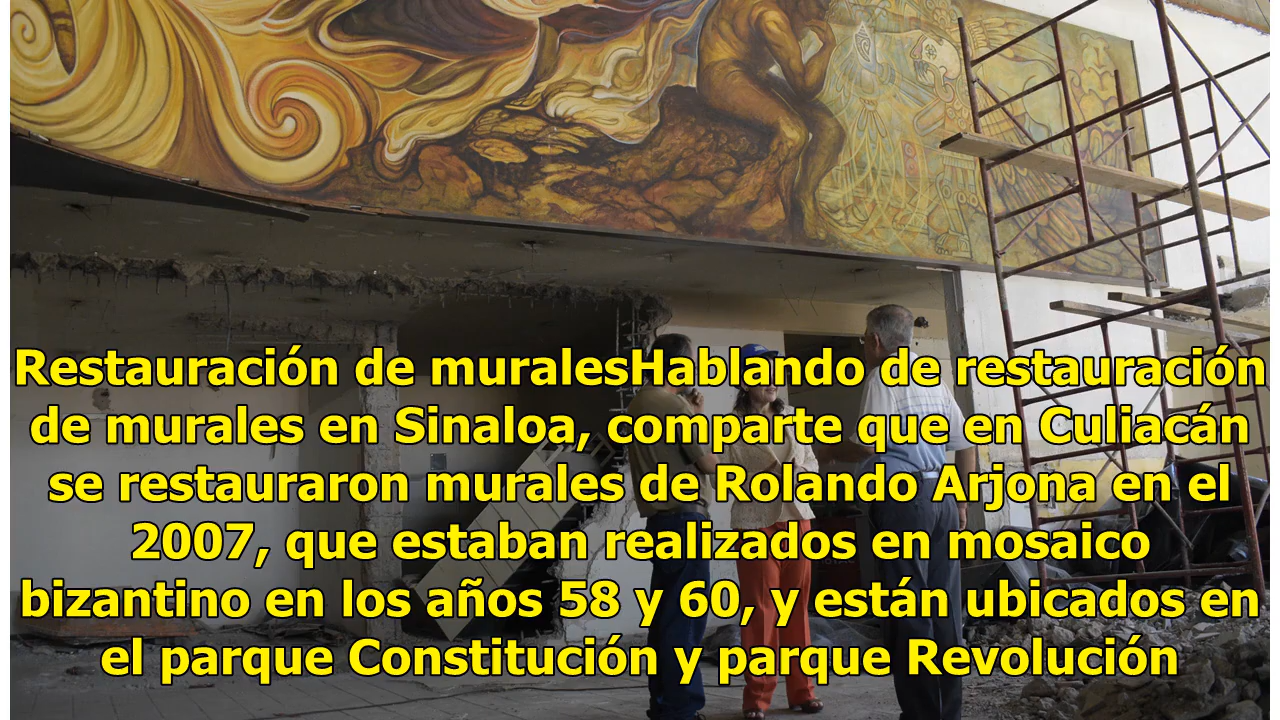 Restauración de muralesHablando de restauración
de murales en Sinaloa, comparte que en Culiacán
se restauraron murales de Rolando Arjona en el
2007, que estaban realizados en mosaico
bizantino en los años 58 y 60, y están ubicados en
el parque Constitución y parque Revolución